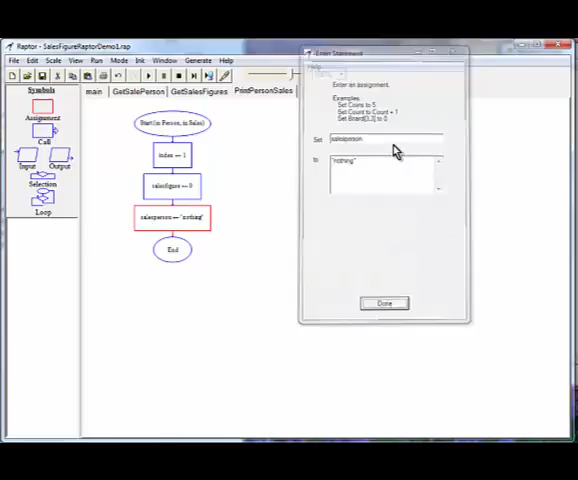 Raptor - SalesFigureRaptorDemo1.rap
File Edit Scale View Run Mode Ink Window Generate Help
Symbols
Assignment
Call
Input Output
Selection
Loop
main GetSalePerson GetSalesFigures PrintPersonSales
Start (in Person, in Sales)
index ← 1
salesfigure ← 0
salesperson ← "nothing"
End
Enter Statement
Help
Enter an assignment.
Examples
Set Coins to 5
Set Count to Count + 1
Set Board[3,3] to 0
Set salesperson
to "nothing"
Done